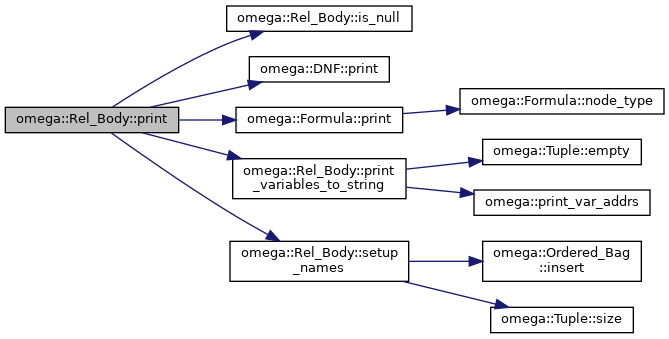 omega::Rel_Body::is_null
omega::DNF::print
omega::Rel_Body::print
omega::Formula::print
omega::Formula::node_type
omega::Rel_Body::print
_variables_to_string
omega::Tuple::empty
omega::print_var_addrs
omega::Rel_Body::setup
_names
omega::Ordered_Bag
::insert
omega::Tuple::size